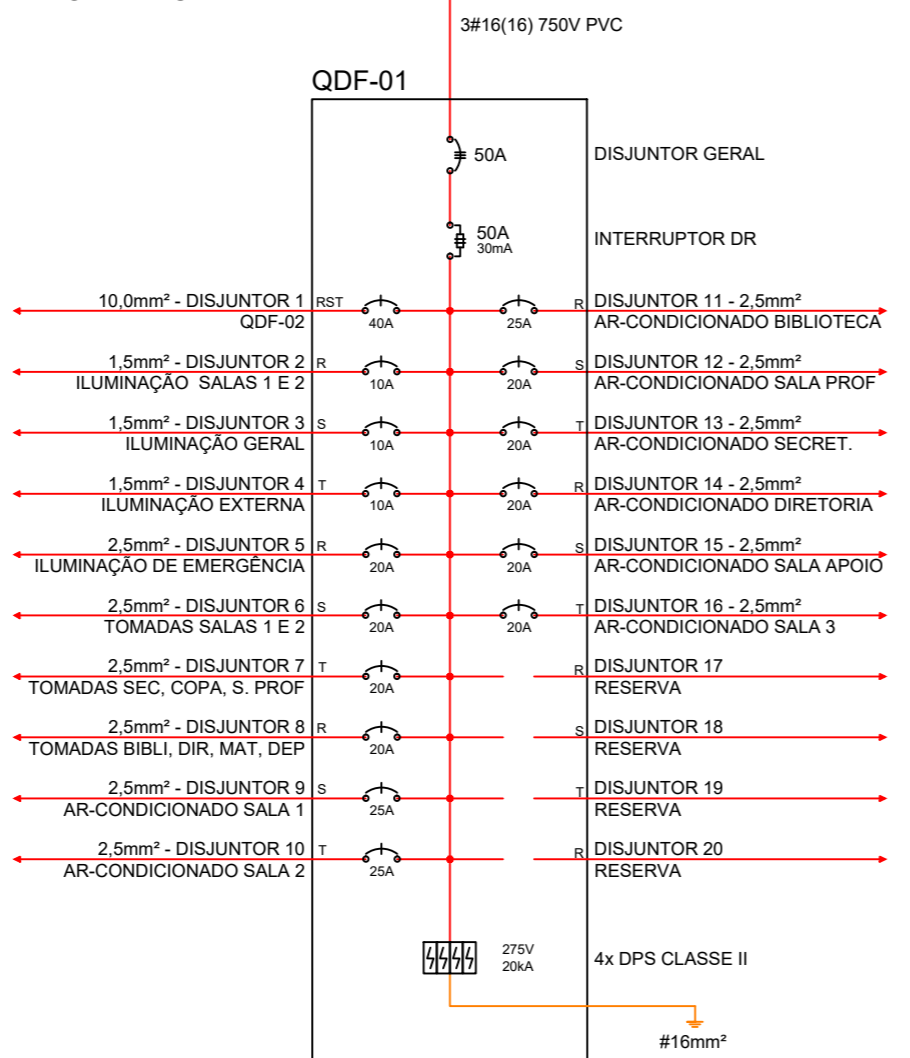 3#16(16) 750V PVC
QDF-01
50A
DISJUNTOR GERAL
50A
30mA
INTERRUPTOR DR
10,0mm² - DISJUNTOR 1
RST
QDF-02
40A
25A
R
DISJUNTOR 11 - 2,5mm²
AR-CONDICIONADO BIBLIOTECA
1,5mm² - DISJUNTOR 2
R
ILUMINAÇÃO SALAS 1 E 2
10A
20A
S
DISJUNTOR 12 - 2,5mm²
AR-CONDICIONADO SALA PROF
1,5mm² - DISJUNTOR 3
S
ILUMINAÇÃO GERAL
10A
20A
T
DISJUNTOR 13 - 2,5mm²
AR-CONDICIONADO SECRET.
1,5mm² - DISJUNTOR 4
T
ILUMINAÇÃO EXTERNA
10A
20A
R
DISJUNTOR 14 - 2,5mm²
AR-CONDICIONADO DIRETORIA
2,5mm² - DISJUNTOR 5
R
ILUMINAÇÃO DE EMERGÊNCIA
20A
20A
S
DISJUNTOR 15 - 2,5mm²
AR-CONDICIONADO SALA APOIO
2,5mm² - DISJUNTOR 6
S
TOMADAS SALAS 1 E 2
20A
20A
T
DISJUNTOR 16 - 2,5mm²
AR-CONDICIONADO SALA 3
2,5mm² - DISJUNTOR 7
T
TOMADAS SEC, COPA, S. PROF
20A
R
DISJUNTOR 17
RESERVA
2,5mm² - DISJUNTOR 8
R
TOMADAS BIBLI, DIR, MAT, DEP
20A
S
DISJUNTOR 18
RESERVA
2,5mm² - DISJUNTOR 9
S
AR-CONDICIONADO SALA 1
25A
T
DISJUNTOR 19
RESERVA
2,5mm² - DISJUNTOR 10
T
AR-CONDICIONADO SALA 2
25A
R
DISJUNTOR 20
RESERVA
275V
20kA
4x DPS CLASSE II
#16mm²